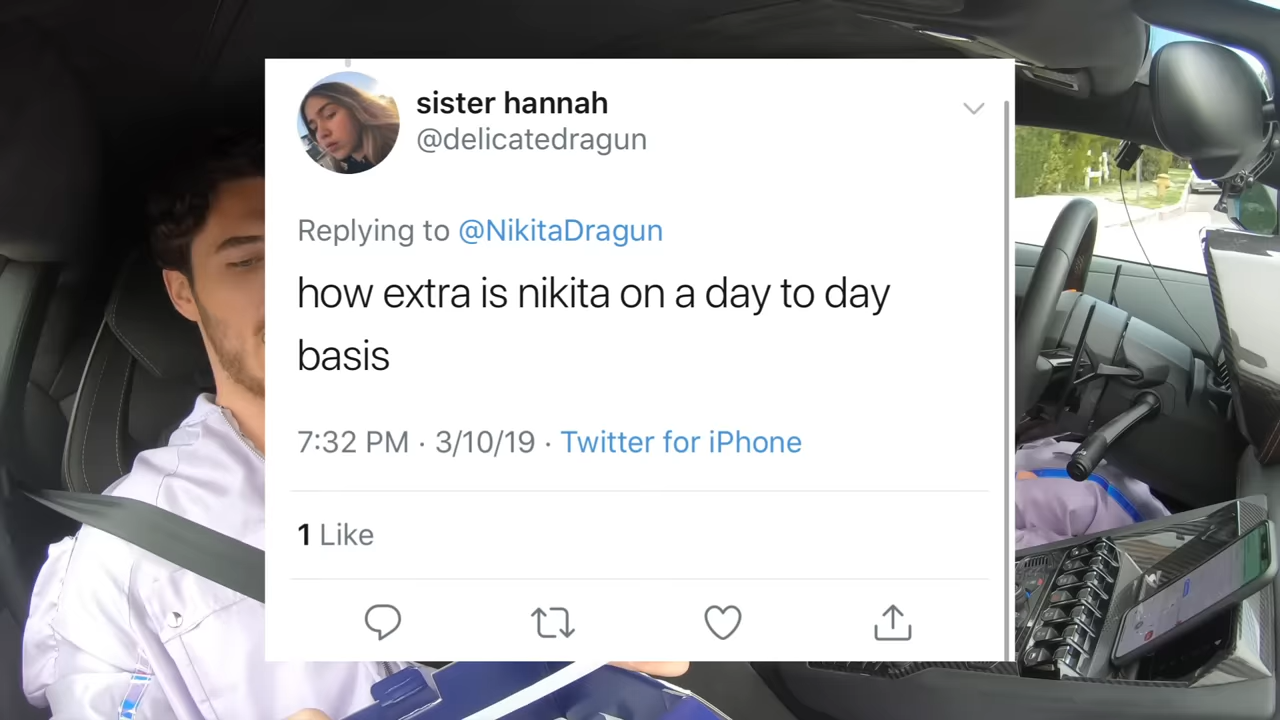 sister hannah
@delicatedragun
Replying to @NikitaDragun
how extra is nikita on a day to day
basis
7:32 PM · 3/10/19 · Twitter for iPhone
1 Like